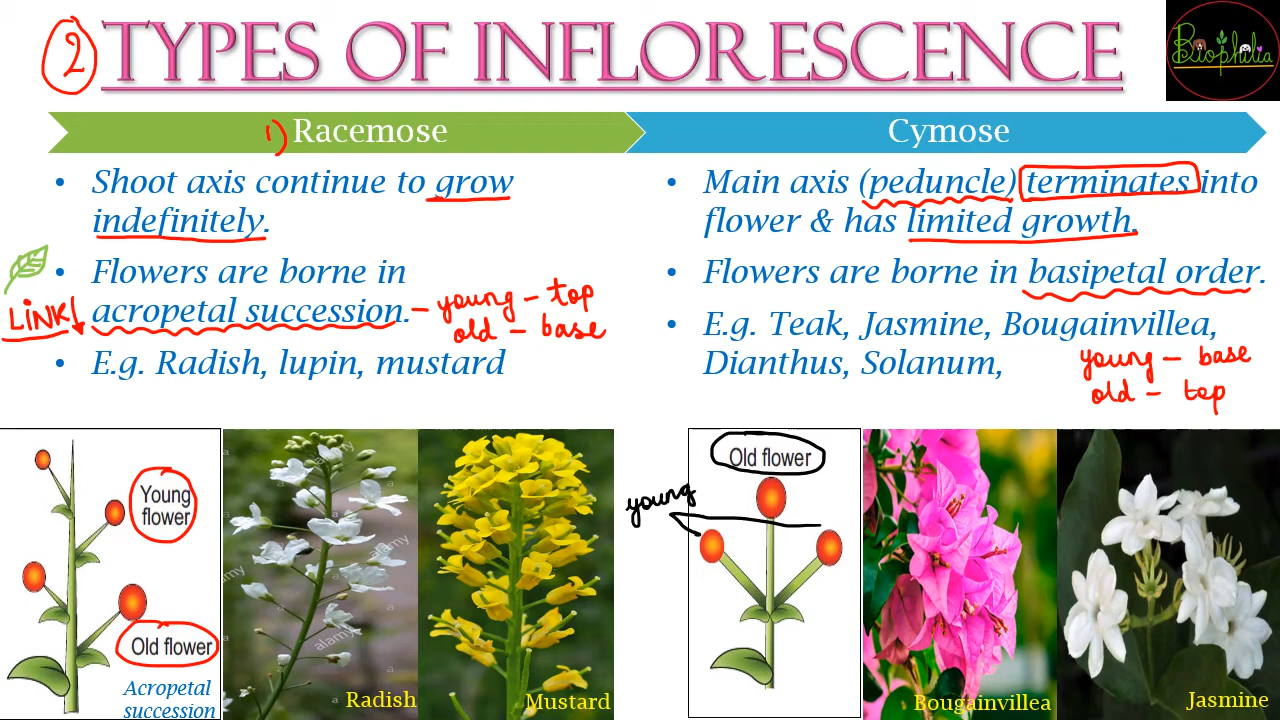 2
TYPES OF INFLORESCENCE
Biophilia
1) Racemose
• Shoot axis continue to grow
indefinitely.
• Flowers are borne in
acropetal succession. – young – top
old – base
LINK
• E.g. Radish, lupin, mustard
Cymose
• Main axis (peduncle) terminates into
flower & has limited growth.
• Flowers are borne in basipetal order.
• E.g. Teak, Jasmine, Bougainvillea,
Dianthus, Solanum,
young – base
old – top
Young
flower
Old flower
Acropetal
succession
alamy
alamy
alamy
a
a
a
a
Radish
Mustard
Old flower
young
Bougainvillea
Jasmine